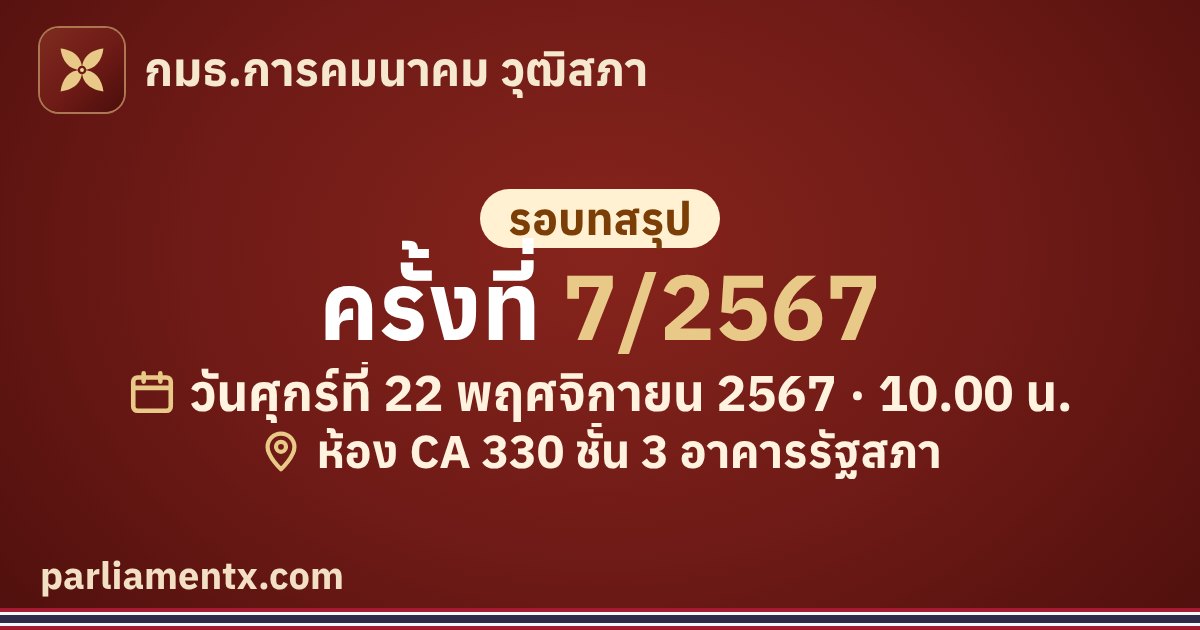 กมธ.การคมนาคม วุฒิสภา
รอบทสรุป
ครั้งที่ 7/2567
วันศุกร์ที่ 22 พฤศจิกายน 2567 · 10.00 น.
ห้อง CA 330 ชั้น 3 อาคารรัฐสภา
parliamentx.com